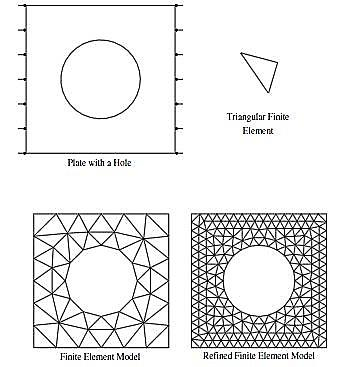 Triangular Finite
Element
Plate with a Hole
Finite Element Model
Refined Finite Element Model